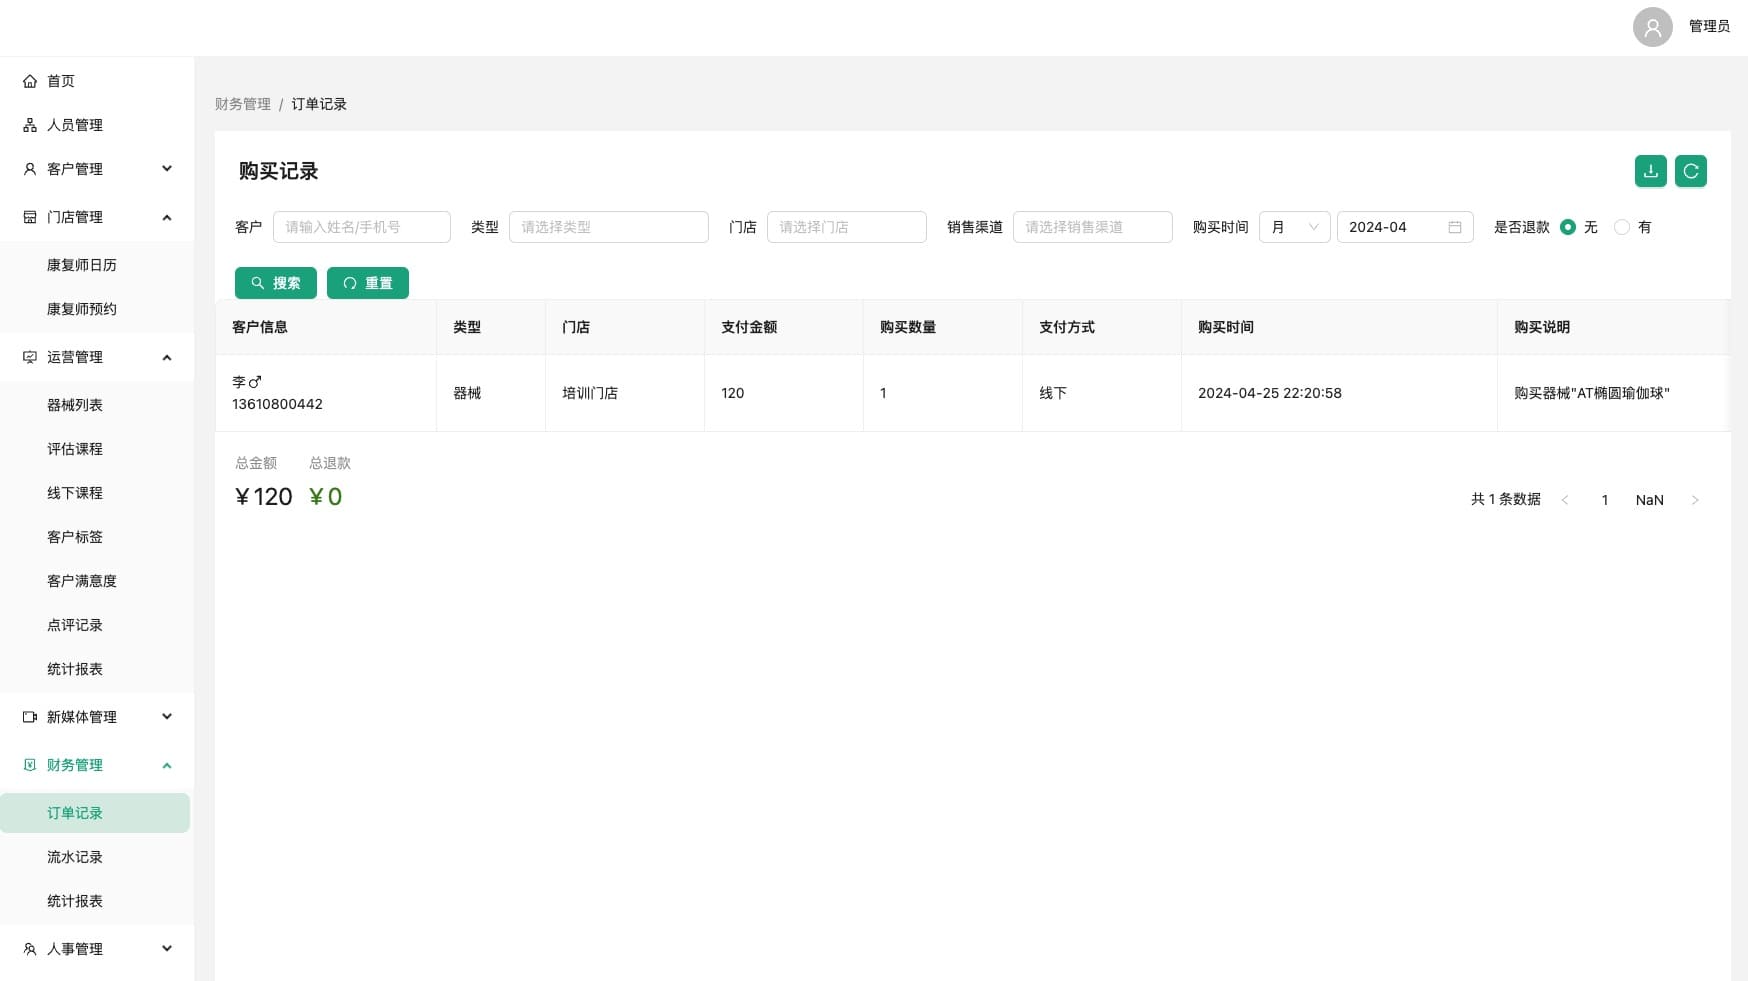 管理员
首页
人员管理
客户管理
门店管理
康复师日历
康复师预约
运营管理
器械列表
评估课程
线下课程
客户标签
客户满意度
点评记录
统计报表
新媒体管理
财务管理
订单记录
流水记录
统计报表
人事管理
财务管理 / 订单记录
购买记录
客户 请输入姓名/手机号 类型 请选择类型 门店 请选择门店 销售渠道 请选择销售渠道 购买时间 月 2024-04 是否退款 无 有
搜索 重置
客户信息 类型 门店 支付金额 购买数量 支付方式 购买时间 购买说明
李♂
13610800442 器械 培训门店 120 1 线下 2024-04-25 22:20:58 购买器械"AT椭圆瑜伽球"
总金额 总退款
¥120 ¥0
共 1 条数据 < 1 NaN >